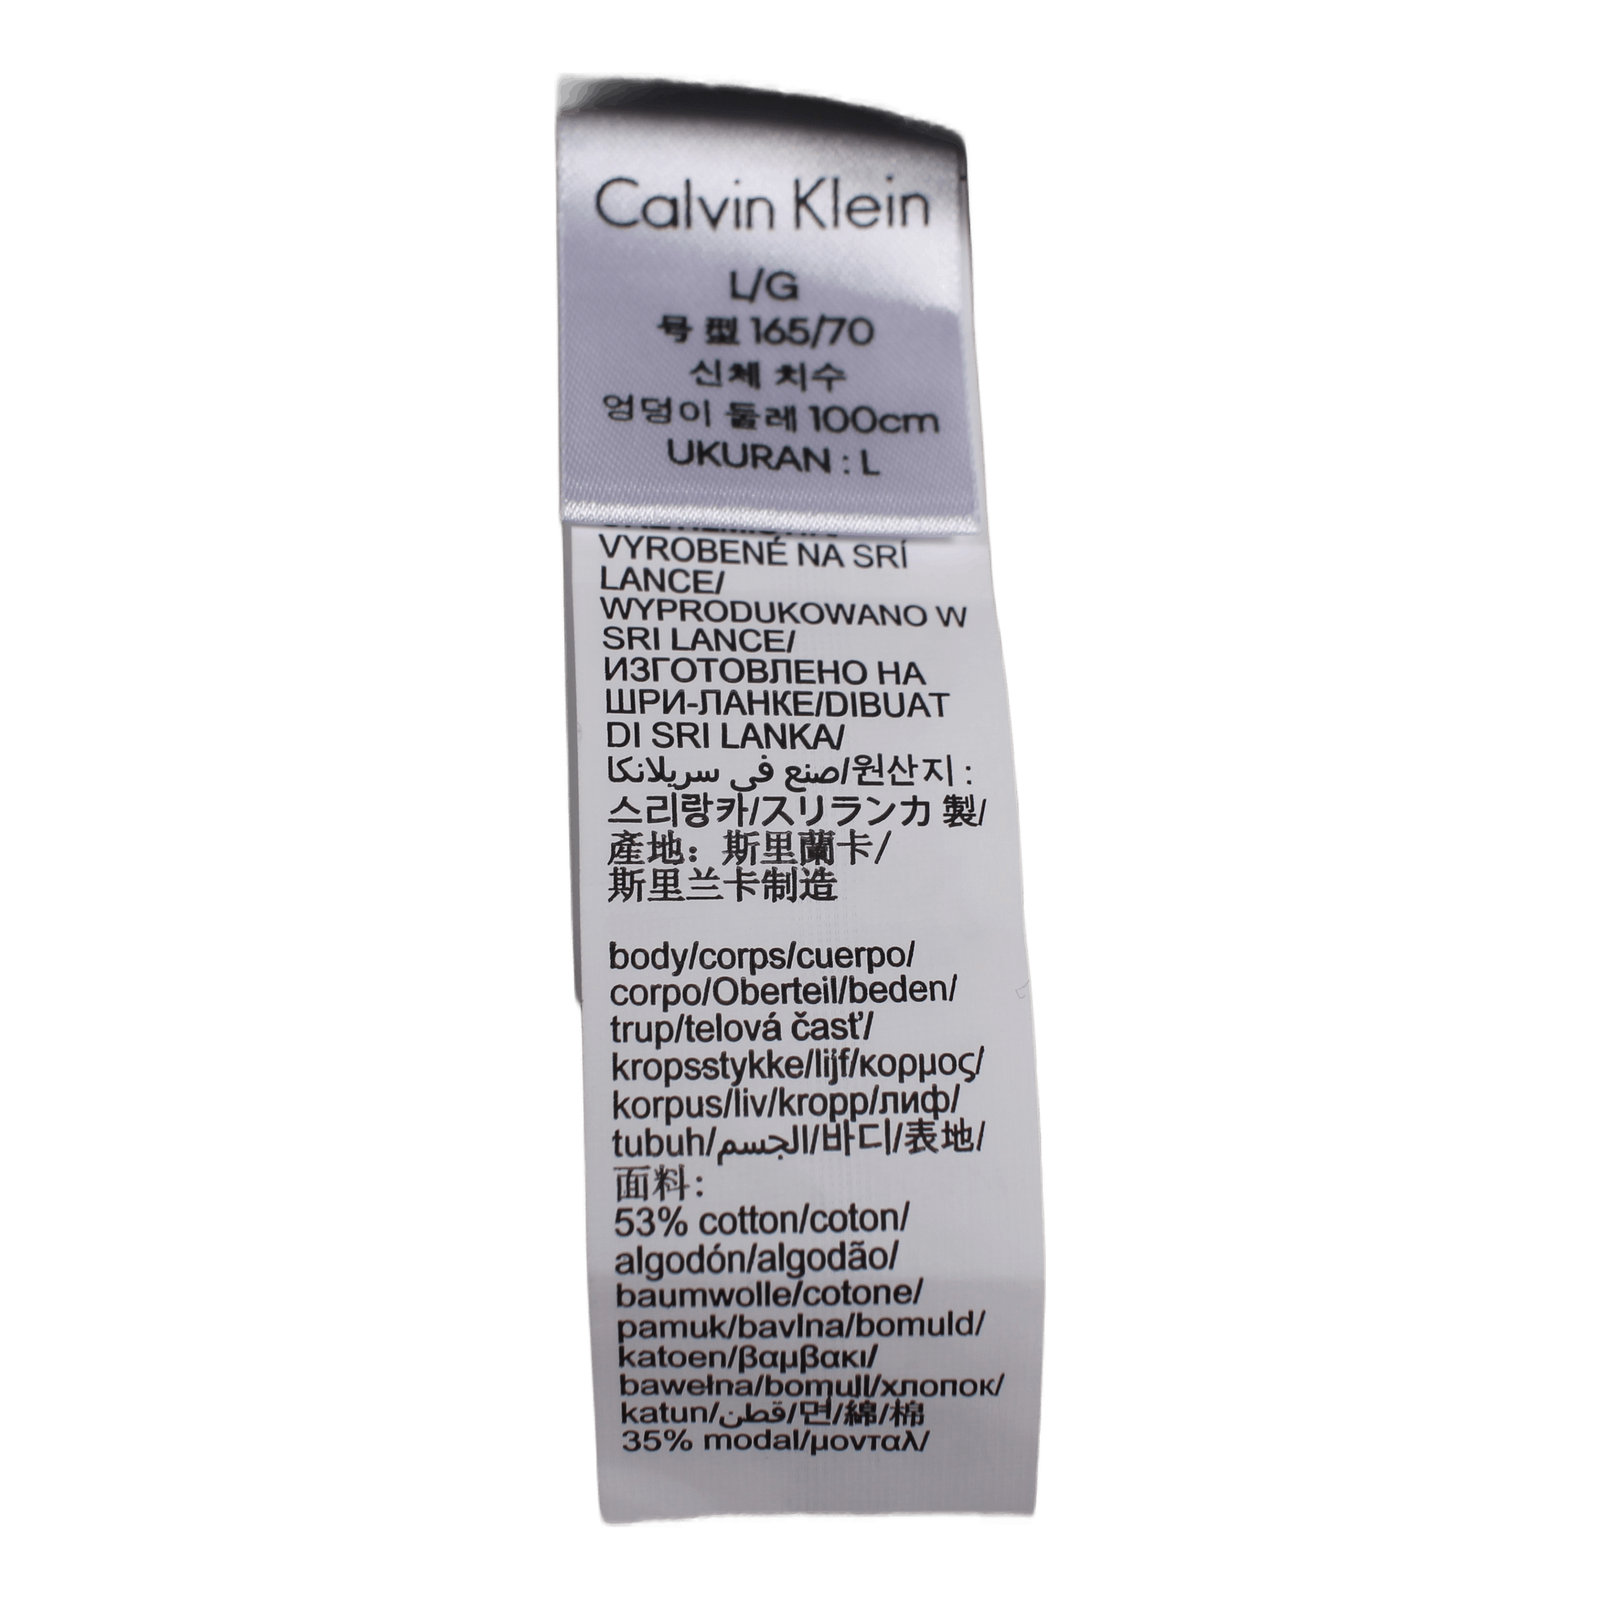 Calvin Klein
L/G
号型 165/70
신체 치수
엉덩이 둘레 100cm
UKURAN : L
VYROBENÉ NA SRÍ
LANCE/
WYPRODUKOWANO W
SRI LANCE/
ИЗГОТОВЛЕНО НА
ШРИ-ЛАНКЕ/DIBUAT
DI SRI LANKA/
صنع في سريلانكا/원산지 :
스리랑카/スリランカ 製/
產地：斯里蘭卡/
斯里兰卡制造
body/corps/cuerpo/
corpo/Oberteil/beden/
trup/telová časť/
kropsstykke/lijf/κορμος/
korpus/liv/kropp/лиф/
tubuh/الجسم/바디/表地/
面料:
53% cotton/coton/
algodón/algodão/
baumwolle/cotone/
pamuk/bavlna/bomuld/
katoen/βαμβακι/
bawełna/bomull/хлопок/
katun/قطن/면/綿/棉
35% modal/μονταλ/